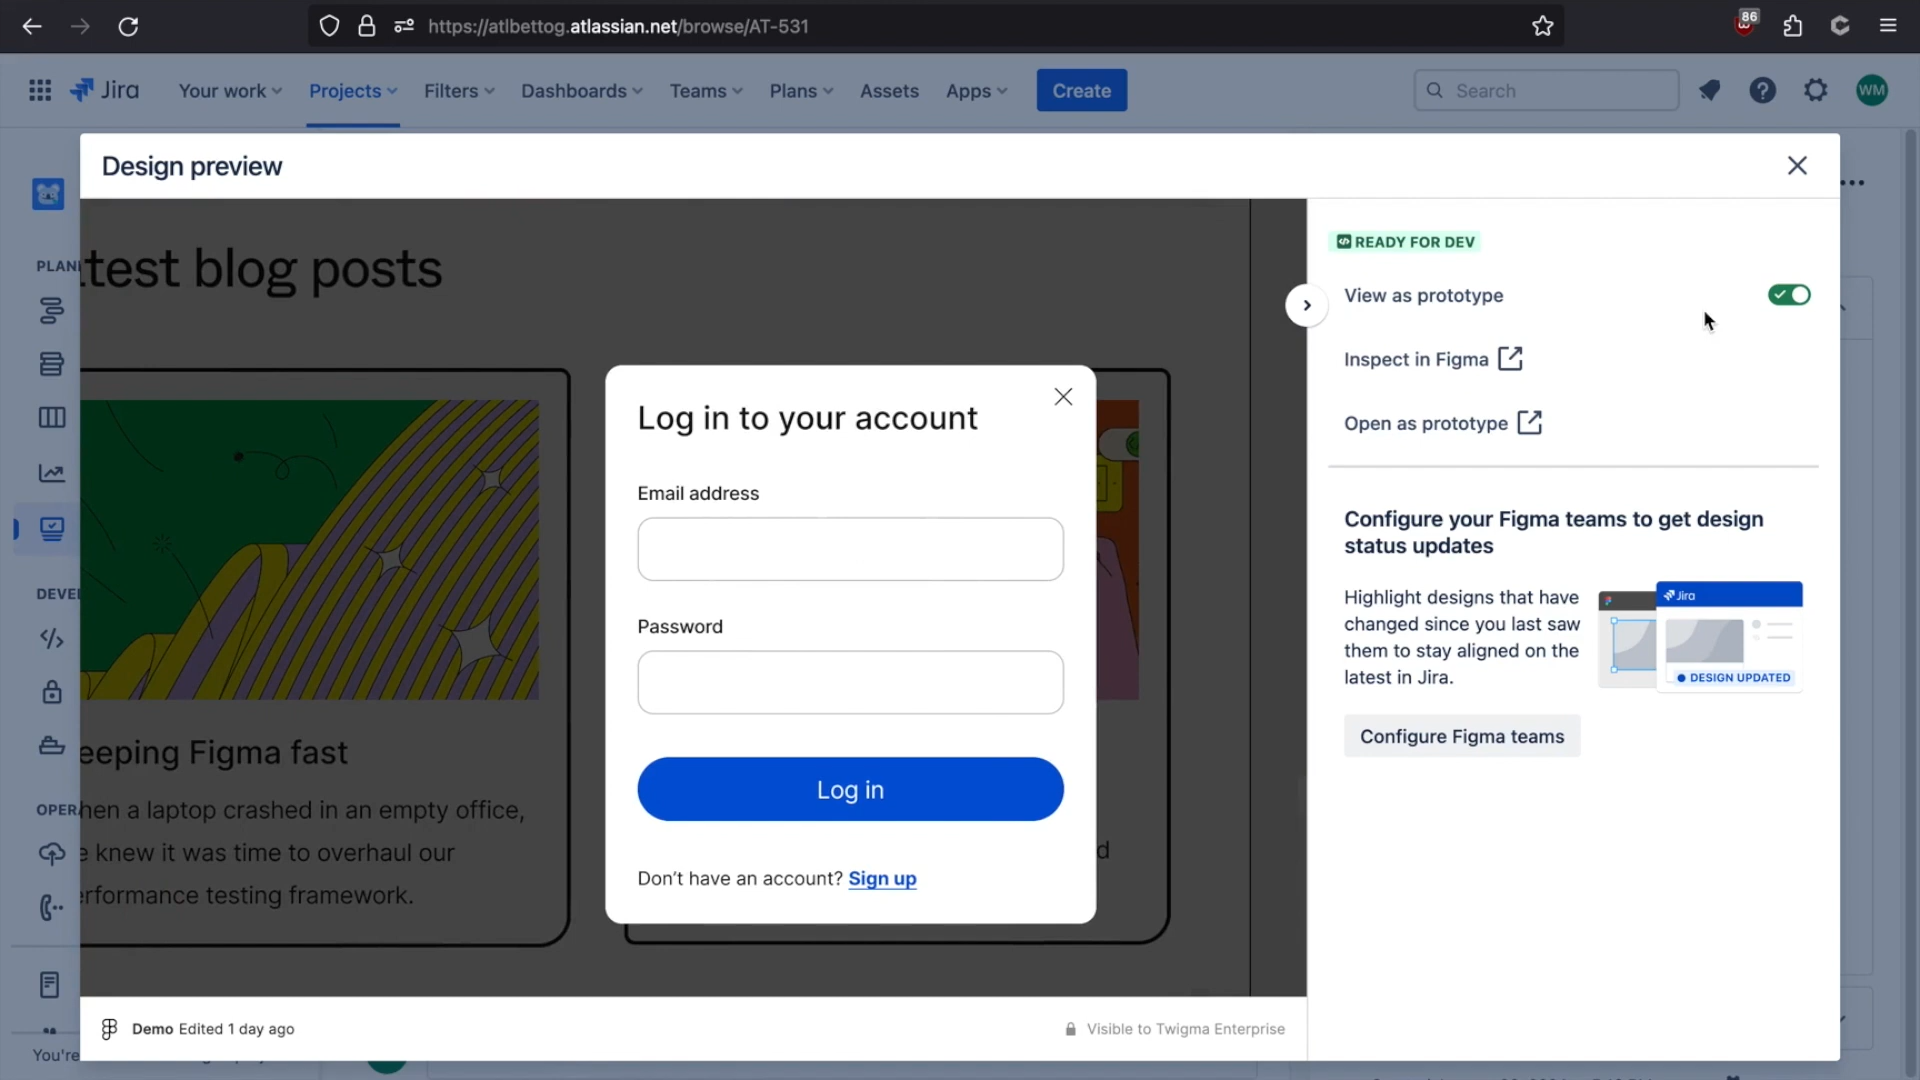 https://atlbettog.atlassian.net/browse/AT-531
86
Jira
Your work
Projects
Filters
Dashboards
Teams
Plans
Assets
Apps
Create
Search
WM
Design preview
PLAN
DEVE
OPER
You're
test blog posts
eeping Figma fast
hen a laptop crashed in an empty office,
e knew it was time to overhaul our
erformance testing framework.
d
Log in to your account
Email address
Password
Log in
Don't have an account? Sign up
Demo Edited 1 day ago
Visible to Twigma Enterprise
READY FOR DEV
View as prototype
Inspect in Figma
Open as prototype
Configure your Figma teams to get design
status updates
Highlight designs that have
changed since you last saw
them to stay aligned on the
latest in Jira.
Jira
DESIGN UPDATED
Configure Figma teams